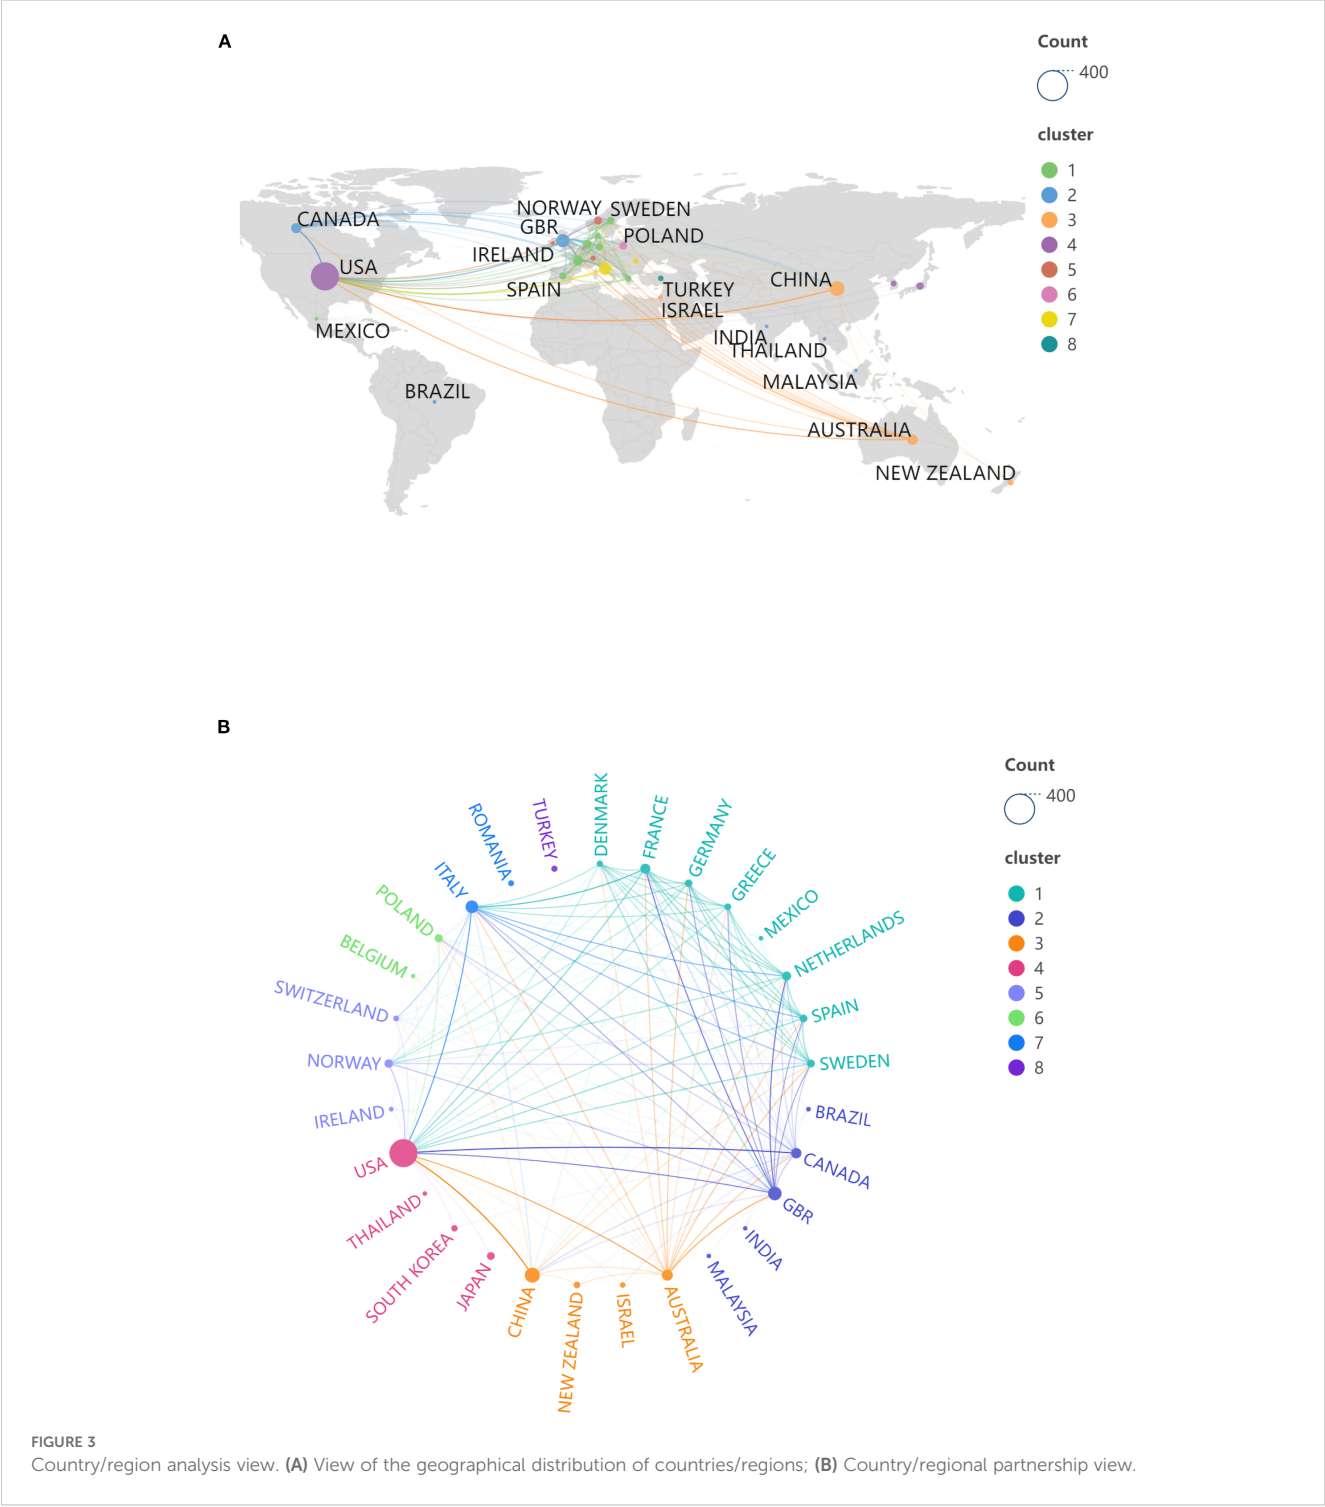 A
Count
400
cluster
1
2
3
4
5
6
7
8
CANADA
USA
MEXICO
BRAZIL
NORWAY
SWEDEN
GBR
POLAND
IRELAND
SPAIN
TURKEY
ISRAEL
CHINA
INDIA
THAILAND
MALAYSIA
AUSTRALIA
NEW ZEALAND
B
Count
400
cluster
1
2
3
4
5
6
7
8
DENMARK
FRANCE
GERMANY
GREECE
MEXICO
NETHERLANDS
SPAIN
SWEDEN
BRAZIL
CANADA
GBR
INDIA
MALAYSIA
AUSTRALIA
ISRAEL
NEW ZEALAND
CHINA
JAPAN
SOUTH KOREA
THAILAND
USA
IRELAND
NORWAY
SWITZERLAND
BELGIUM
POLAND
ITALY
ROMANIA
TURKEY
FIGURE 3
Country/region analysis view. (A) View of the geographical distribution of countries/regions; (B) Country/regional partnership view.